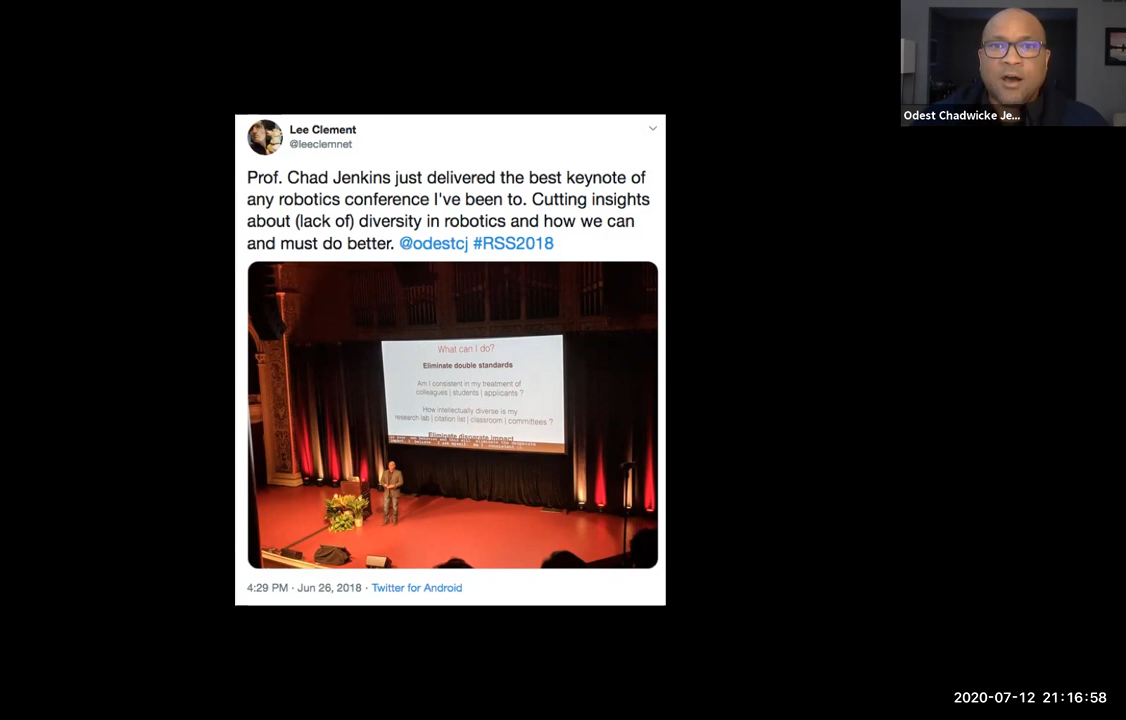 Lee Clement
@leeclemnet
Prof. Chad Jenkins just delivered the best keynote of
any robotics conference I've been to. Cutting insights
about (lack of) diversity in robotics and how we can
and must do better. @odestcj #RSS2018
What can I do?
Eliminate double standards
Am I consistent in my treatment of
colleagues | students | applicants ?
How intellectually diverse is my
research lab | citation list | classroom | committees ?
Eliminate disparate impact
4:29 PM · Jun 26, 2018 · Twitter for Android
Odest Chadwicke Je...
2020-07-12 21:16:58